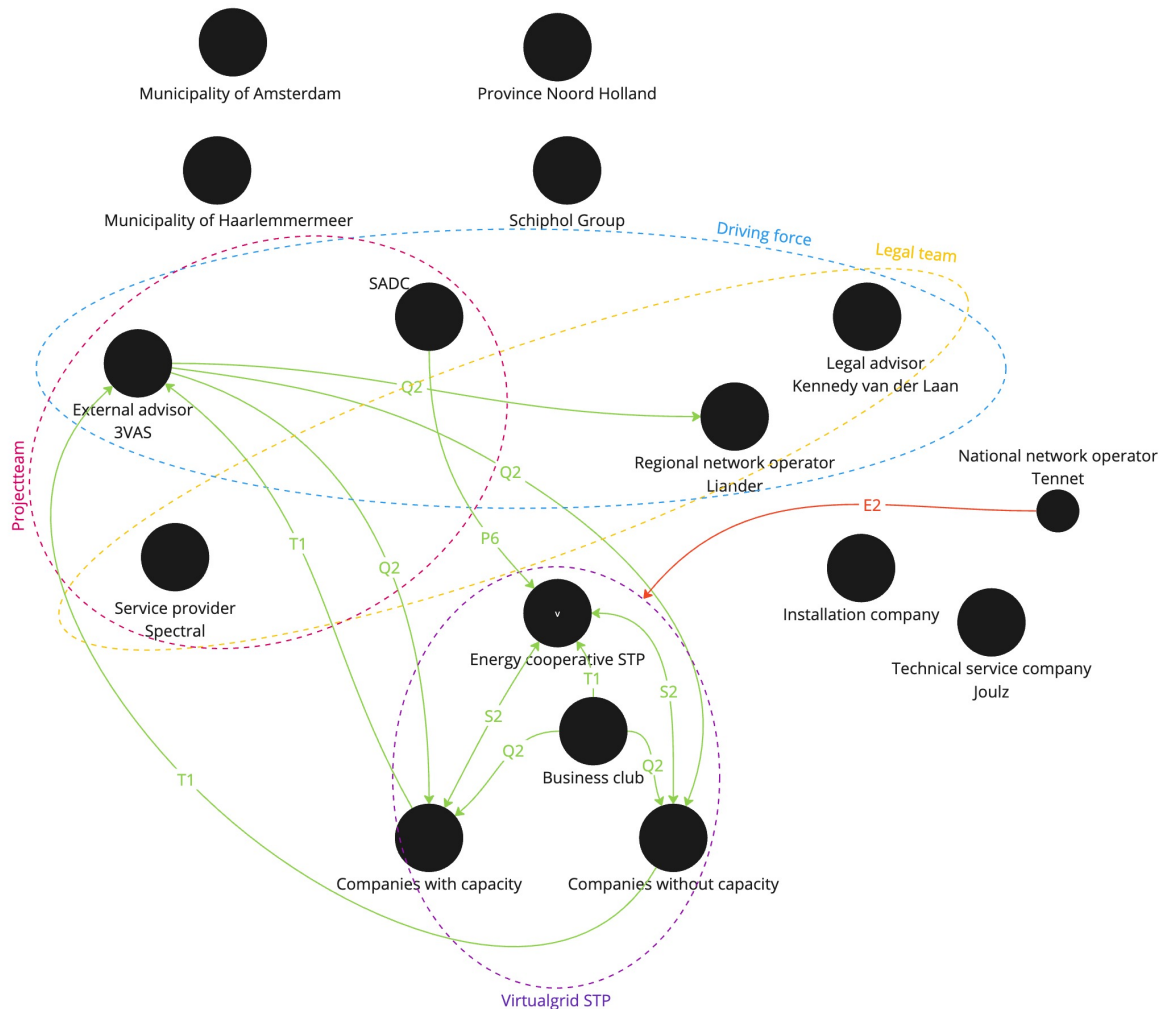 Municipality of Amsterdam
Province Noord Holland
Municipality of Haarlemmermeer
Schiphol Group
Driving force
Legal team
SADC
Legal advisor
Kennedy van der Laan
Q2
External advisor
3VAS
Projectteam
Regional network operator
Liander
National network operator
Tennet
Q2
E2
P6
T1
Q2
Service provider
Spectral
Installation company
v
Energy cooperative STP
Technical service company
Joulz
T1
S2
S2
Q2
Q2
Business club
T1
Companies with capacity
Companies without capacity
Virtualgrid STP